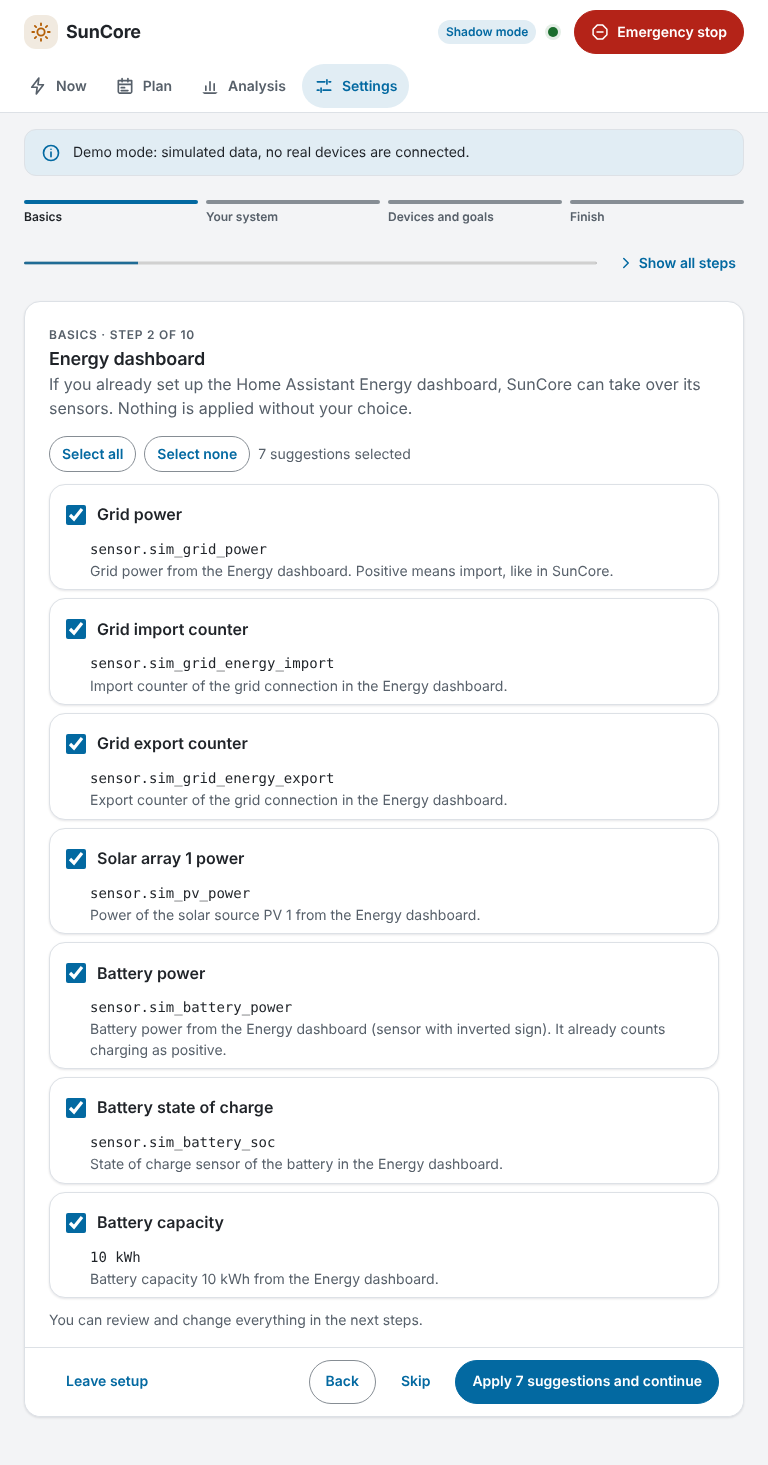 SunCore
Shadow mode
Emergency stop
Now
Plan
Analysis
Settings
Demo mode: simulated data, no real devices are connected.
Basics
Your system
Devices and goals
Finish
Show all steps
BASICS · STEP 2 OF 10
Energy dashboard
If you already set up the Home Assistant Energy dashboard, SunCore can take over its
sensors. Nothing is applied without your choice.
Select all
Select none
7 suggestions selected
Grid power
sensor.sim_grid_power
Grid power from the Energy dashboard. Positive means import, like in SunCore.
Grid import counter
sensor.sim_grid_energy_import
Import counter of the grid connection in the Energy dashboard.
Grid export counter
sensor.sim_grid_energy_export
Export counter of the grid connection in the Energy dashboard.
Solar array 1 power
sensor.sim_pv_power
Power of the solar source PV 1 from the Energy dashboard.
Battery power
sensor.sim_battery_power
Battery power from the Energy dashboard (sensor with inverted sign). It already counts
charging as positive.
Battery state of charge
sensor.sim_battery_soc
State of charge sensor of the battery in the Energy dashboard.
Battery capacity
10 kWh
Battery capacity 10 kWh from the Energy dashboard.
You can review and change everything in the next steps.
Leave setup
Back
Skip
Apply 7 suggestions and continue